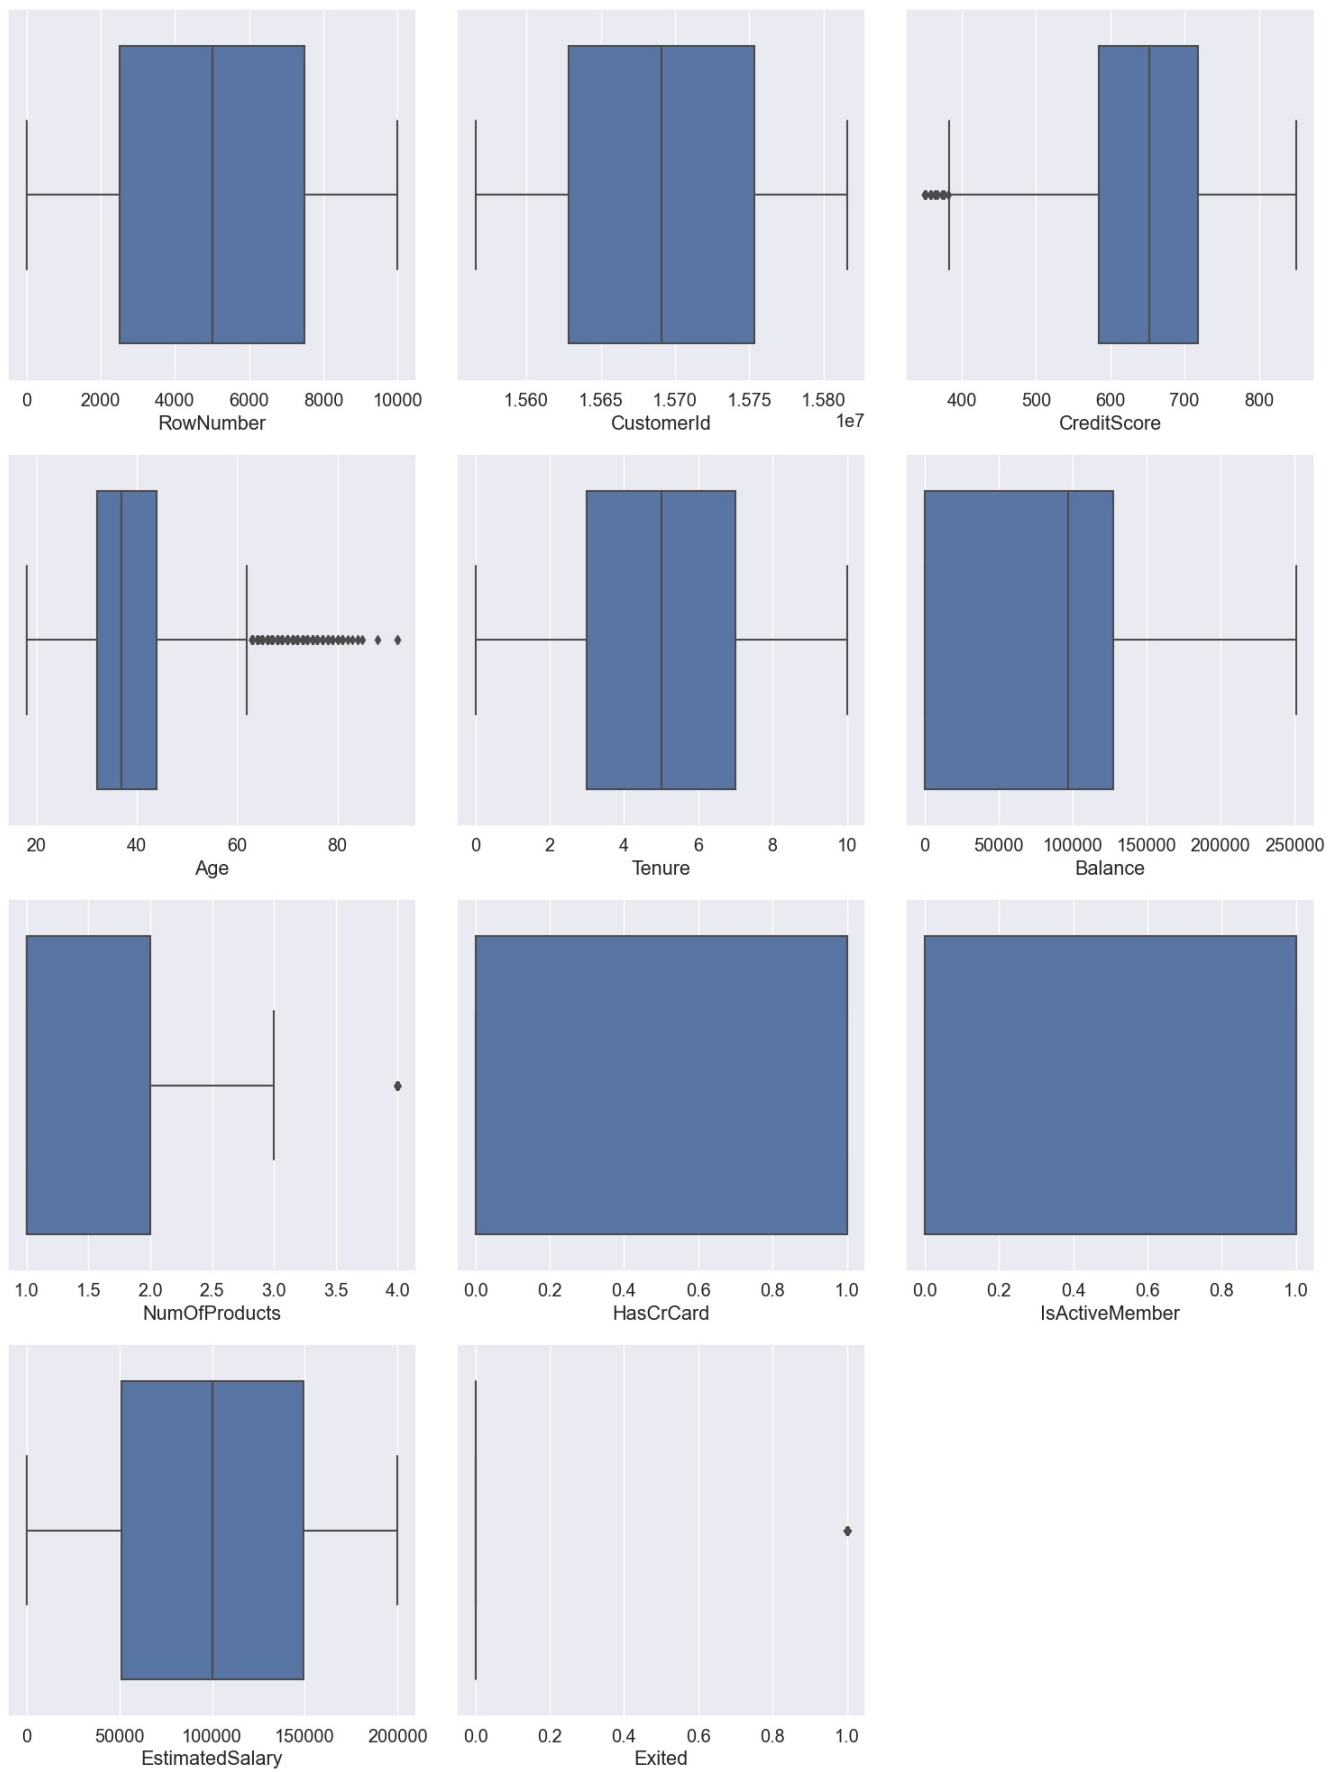 0 2000 4000 6000 8000 10000
RowNumber
1.560 1.565 1.570 1.575 1.580
1e7
CustomerId
400 500 600 700 800
CreditScore
20 40 60 80
Age
0 2 4 6 8 10
Tenure
0 50000 100000 150000 200000 250000
Balance
1.0 1.5 2.0 2.5 3.0 3.5 4.0
NumOfProducts
0.0 0.2 0.4 0.6 0.8 1.0
HasCrCard
0.0 0.2 0.4 0.6 0.8 1.0
IsActiveMember
0 50000 100000 150000 200000
EstimatedSalary
0.0 0.2 0.4 0.6 0.8 1.0
Exited